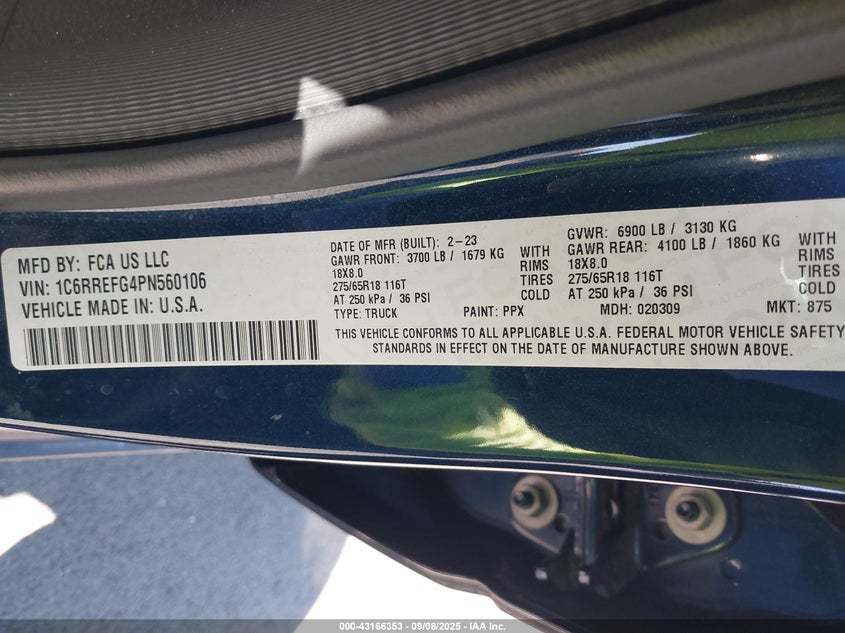 MFD BY: FCA US LLC
VIN: 1C6RREFG4PN560106
VEHICLE MADE IN: U.S.A.
DATE OF MFR (BUILT): 2-23
GAWR FRONT: 3700 LB / 1679 KG WITH
18X8.0 RIMS
275/65R18 116T TIRES
AT 250 kPa / 36 PSI COLD
TYPE: TRUCK PAINT: PPX
GVWR: 6900 LB / 3130 KG
GAWR REAR: 4100 LB / 1860 KG WITH
18X8.0 RIMS
275/65R18 116T TIRES
AT 250 kPa / 36 PSI COLD
MDH: 020309 MKT: 875
THIS VEHICLE CONFORMS TO ALL APPLICABLE U.S.A. FEDERAL MOTOR VEHICLE SAFETY
STANDARDS IN EFFECT ON THE DATE OF MANUFACTURE SHOWN ABOVE.
000-43166353 - 09/08/2025 - IAA Inc.